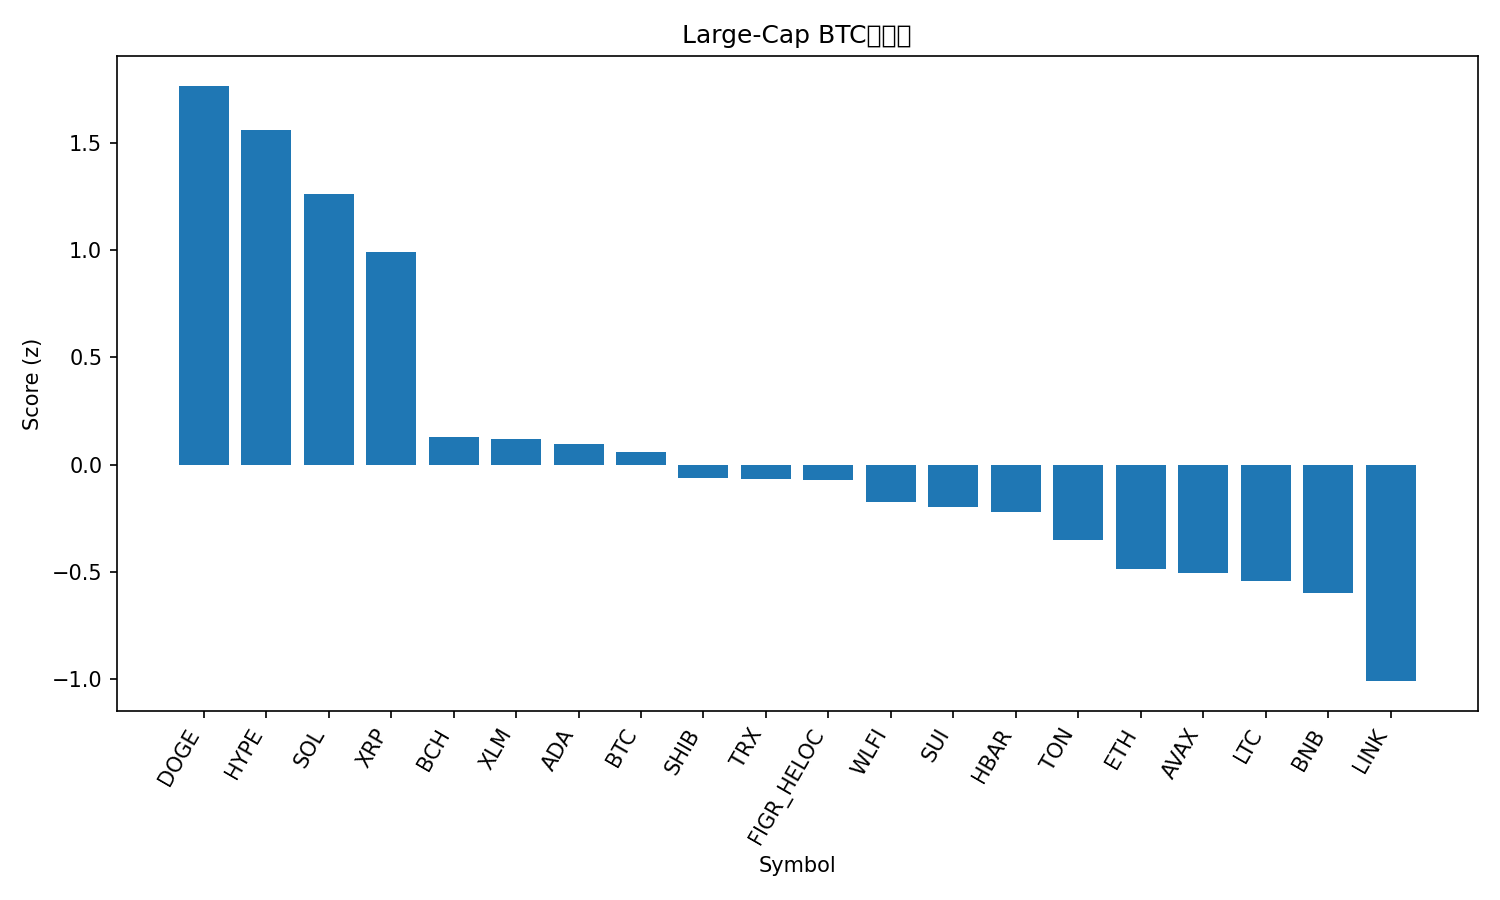 Large-Cap BTC
Score (z)
1.5
1.0
0.5
0.0
−0.5
−1.0
DOGE
HYPE
SOL
XRP
BCH
XLM
ADA
BTC
SHIB
TRX
FIGR_HELOC
WLFI
SUI
HBAR
TON
ETH
AVAX
LTC
BNB
LINK
Symbol